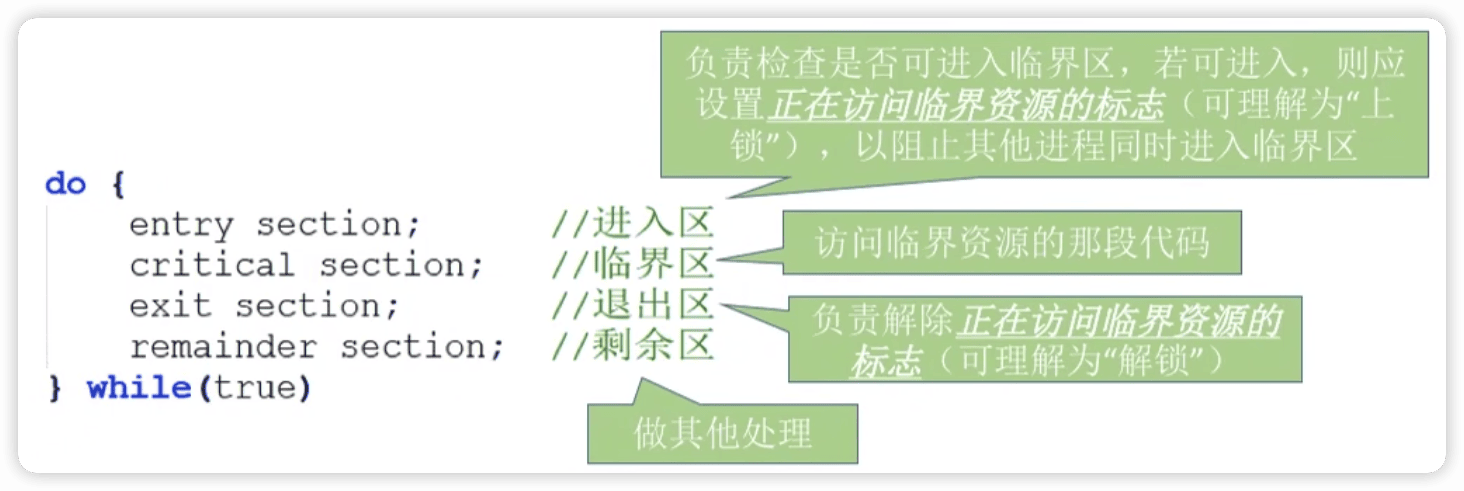 负责检查是否可进入临界区，若可进入，则应
设置正在访问临界资源的标志（可理解为“上
锁”），以阻止其他进程同时进入临界区
do {
entry section; //进入区
critical section; //临界区
exit section; //退出区
remainder section; //剩余区
} while(true)
访问临界资源的那段代码
负责解除正在访问临界资源的
标志（可理解为“解锁”）
做其他处理